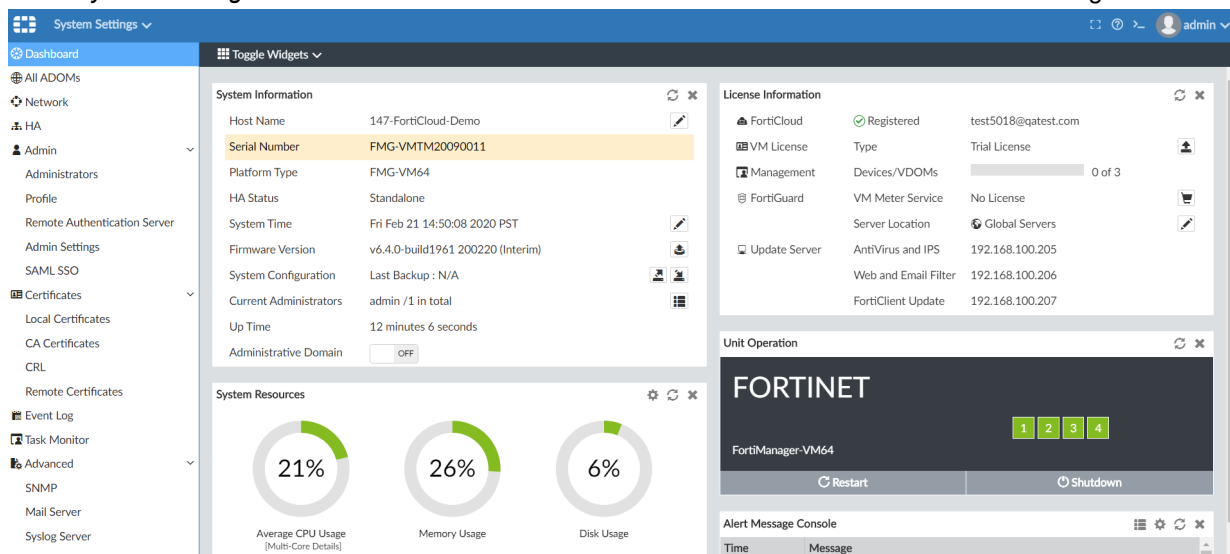 System Settings
admin
Dashboard
All ADOMs
Network
HA
Admin
Administrators
Profile
Remote Authentication Server
Admin Settings
SAML SSO
Certificates
Local Certificates
CA Certificates
CRL
Remote Certificates
Event Log
Task Monitor
Advanced
SNMP
Mail Server
Syslog Server
Toggle Widgets
System Information
Host Name 147-FortiCloud-Demo
Serial Number FMG-VMTM20090011
Platform Type FMG-VM64
HA Status Standalone
System Time Fri Feb 21 14:50:08 2020 PST
Firmware Version v6.4.0-build1961 200220 (Interim)
System Configuration Last Backup : N/A
Current Administrators admin /1 in total
Up Time 12 minutes 6 seconds
Administrative Domain OFF
System Resources
21% 26% 6%
Average CPU Usage Memory Usage Disk Usage
[Multi-Core Details]
License Information
FortiCloud Registered test5018@qatest.com
VM License Type Trial License
Management Devices/VDOMs 0 of 3
FortiGuard VM Meter Service No License
Server Location Global Servers
Update Server AntiVirus and IPS 192.168.100.205
Web and Email Filter 192.168.100.206
FortiClient Update 192.168.100.207
Unit Operation
FORTINET
1 2 3 4
FortiManager-VM64
Restart Shutdown
Alert Message Console
Time Message